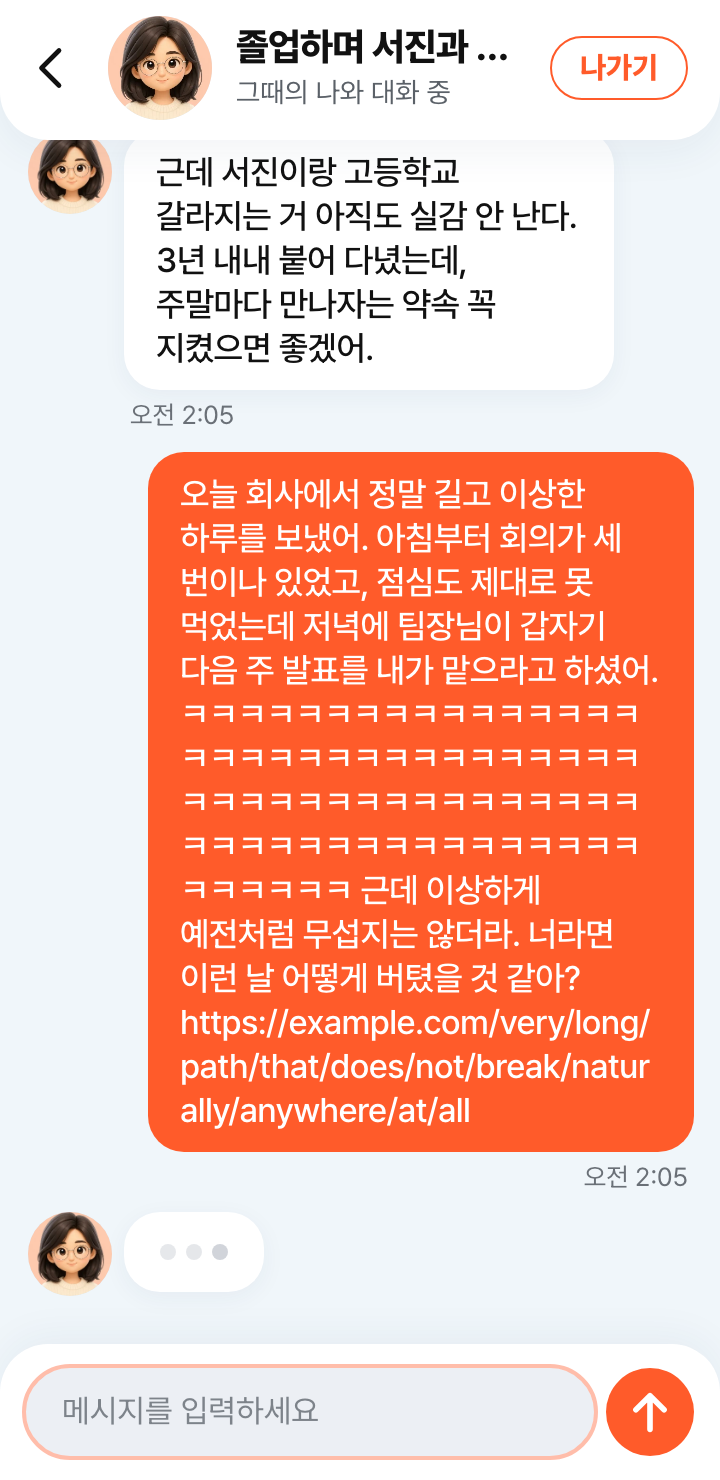 졸업하며 서진과 ...
그때의 나와 대화 중
나가기
근데 서진이랑 고등학교
갈라지는 거 아직도 실감 안 난다.
3년 내내 붙어 다녔는데,
주말마다 만나자는 약속 꼭
지켰으면 좋겠어.
오전 2:05
오늘 회사에서 정말 길고 이상한
하루를 보냈어. 아침부터 회의가 세
번이나 있었고, 점심도 제대로 못
먹었는데 저녁에 팀장님이 갑자기
다음 주 발표를 내가 맡으라고 하셨어.
ㅋㅋㅋㅋㅋㅋㅋㅋㅋㅋㅋㅋㅋㅋㅋㅋ
ㅋㅋㅋㅋㅋㅋㅋㅋㅋㅋㅋㅋㅋㅋㅋㅋ
ㅋㅋㅋㅋㅋㅋㅋㅋㅋㅋㅋㅋㅋㅋㅋㅋ
ㅋㅋㅋㅋㅋㅋㅋㅋㅋㅋㅋㅋㅋㅋㅋㅋ
ㅋㅋㅋㅋㅋㅋ 근데 이상하게
예전처럼 무섭지는 않더라. 너라면
이런 날 어떻게 버텼을 것 같아?
https://example.com/very/long/
path/that/does/not/break/natur
ally/anywhere/at/all
오전 2:05
메시지를 입력하세요